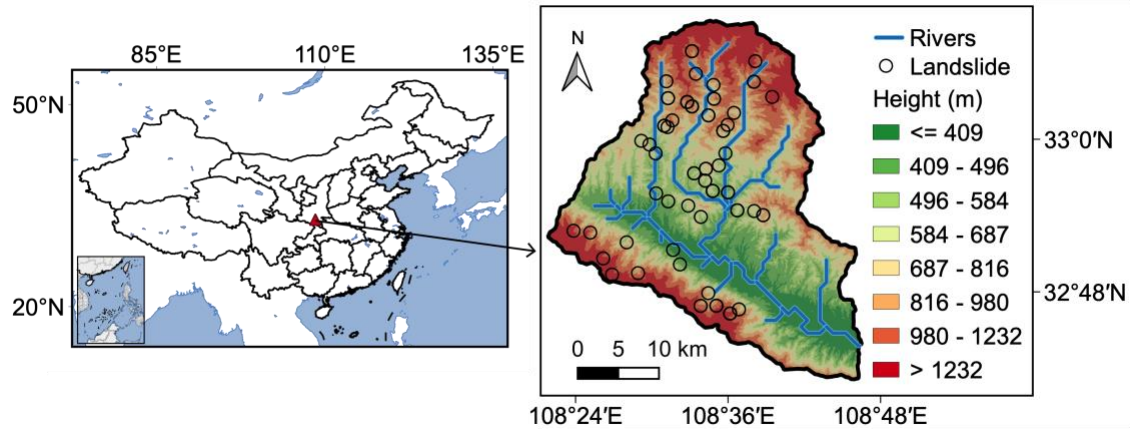 85°E 110°E 135°E
50°N
20°N
N
Rivers
Landslide
Height (m)
<= 409
409 - 496
496 - 584
584 - 687
687 - 816
816 - 980
980 - 1232
> 1232
33°0′N
32°48′N
0 5 10 km
108°24′E 108°36′E 108°48′E